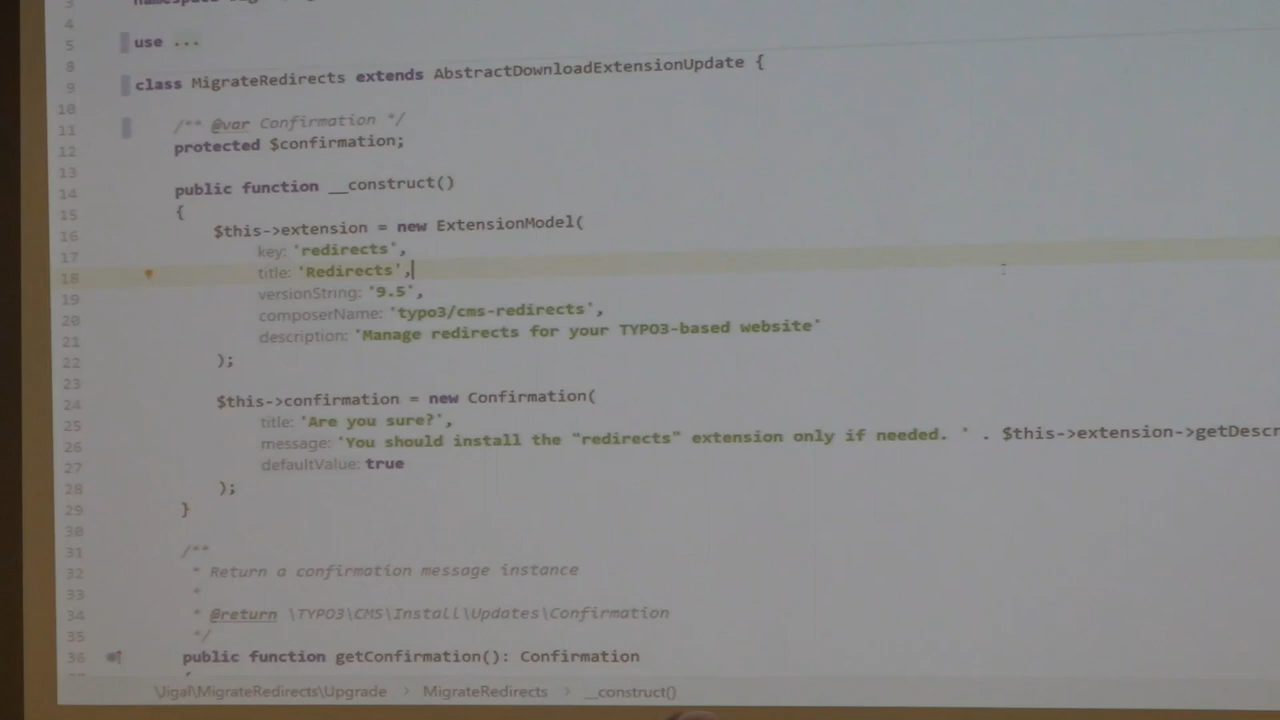 3
4
5 use ...
8
9 class MigrateRedirects extends AbstractDownloadExtensionUpdate {
10
11 /** @var Confirmation */
12 protected $confirmation;
13
14 public function __construct()
15 {
16 $this->extension = new ExtensionModel(
17 key: 'redirects',
18 title: 'Redirects',
19 versionString: '9.5',
20 composerName: 'typo3/cms-redirects',
21 description: 'Manage redirects for your TYPO3-based website'
22 );
23
24 $this->confirmation = new Confirmation(
25 title: 'Are you sure?',
26 message: 'You should install the "redirects" extension only if needed. ' . $this->extension->getDescr
27 defaultValue: true
28 );
29 }
30
31 /**
32 * Return a confirmation message instance
33 *
34 * @return \TYPO3\CMS\Install\Updates\Confirmation
35 */
36 public function getConfirmation(): Confirmation
\Jigal\MigrateRedirects\Upgrade > MigrateRedirects > __construct()